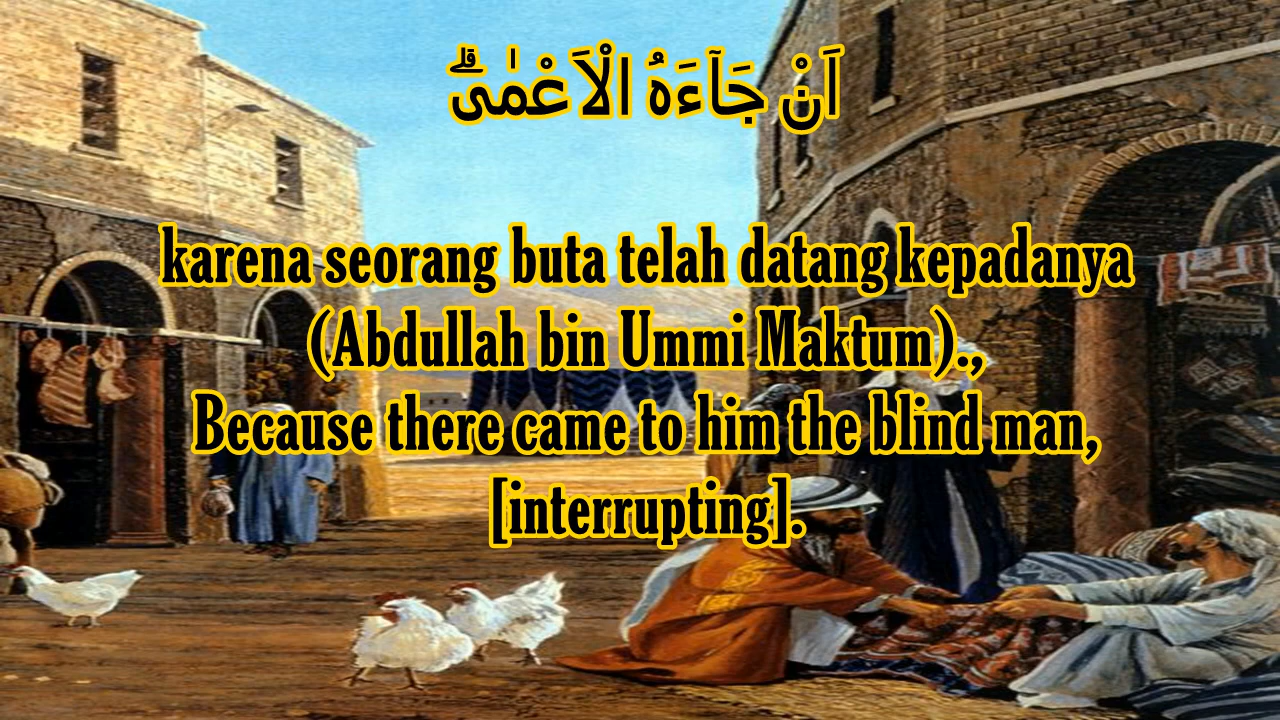 اَنْ جَاۤءَهُ الْاَعْمٰىۗ
karena seorang buta telah datang kepadanya
(Abdullah bin Ummi Maktum).,
Because there came to him the blind man,
[interrupting].